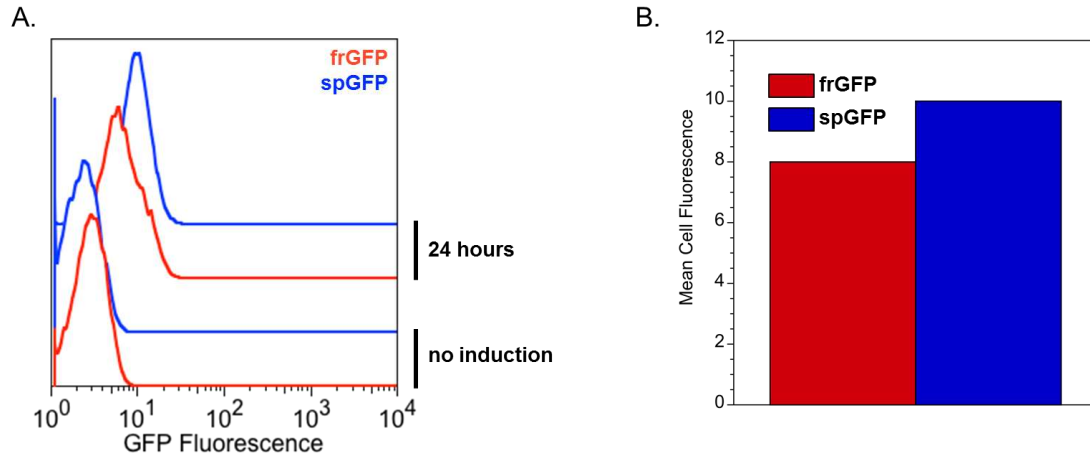 A.
frGFP
spGFP
24 hours
no induction
10^0 10^1 10^2 10^3 10^4
GFP Fluorescence
B.
12
10
8
6
4
2
0
Mean Cell Fluorescence
frGFP
spGFP